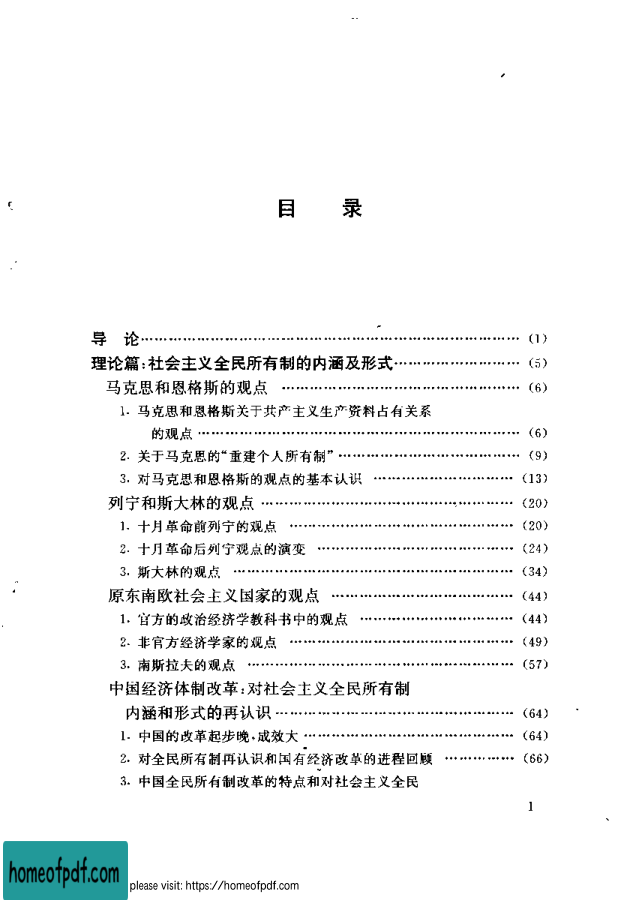 目 录
导 论……………………………………………………………… (1)
理论篇:社会主义全民所有制的内涵及形式………………… (5)
马克思和恩格斯的观点 ……………………………………… (6)
1. 马克思和恩格斯关于共产主义生产资料占有关系
的观点 …………………………………………………… (6)
2. 关于马克思的“重建个人所有制” ……………………………… (9)
3. 对马克思和恩格斯的观点的基本认识 ……………………… (13)
列宁和斯大林的观点 ………………………………………… (20)
1. 十月革命前列宁的观点 …………………………………… (20)
2. 十月革命后列宁观点的演变 ……………………………… (24)
3. 斯大林的观点 ……………………………………………… (34)
原东南欧社会主义国家的观点 ……………………………… (44)
1. 官方的政治经济学教科书中的观点 ……………………… (44)
2. 非官方经济学家的观点 …………………………………… (49)
3. 南斯拉夫的观点 …………………………………………… (57)
中国经济体制改革:对社会主义全民所有制
内涵和形式的再认识 ………………………………………… (64)
1. 中国的改革起步晚,成效大 ………………………………… (64)
2. 对全民所有制再认识和国有经济改革的进程回顾 ………… (66)
3. 中国全民所有制改革的特点和对社会主义全民
1
homeofpdf.com
please visit: https://homeofpdf.com